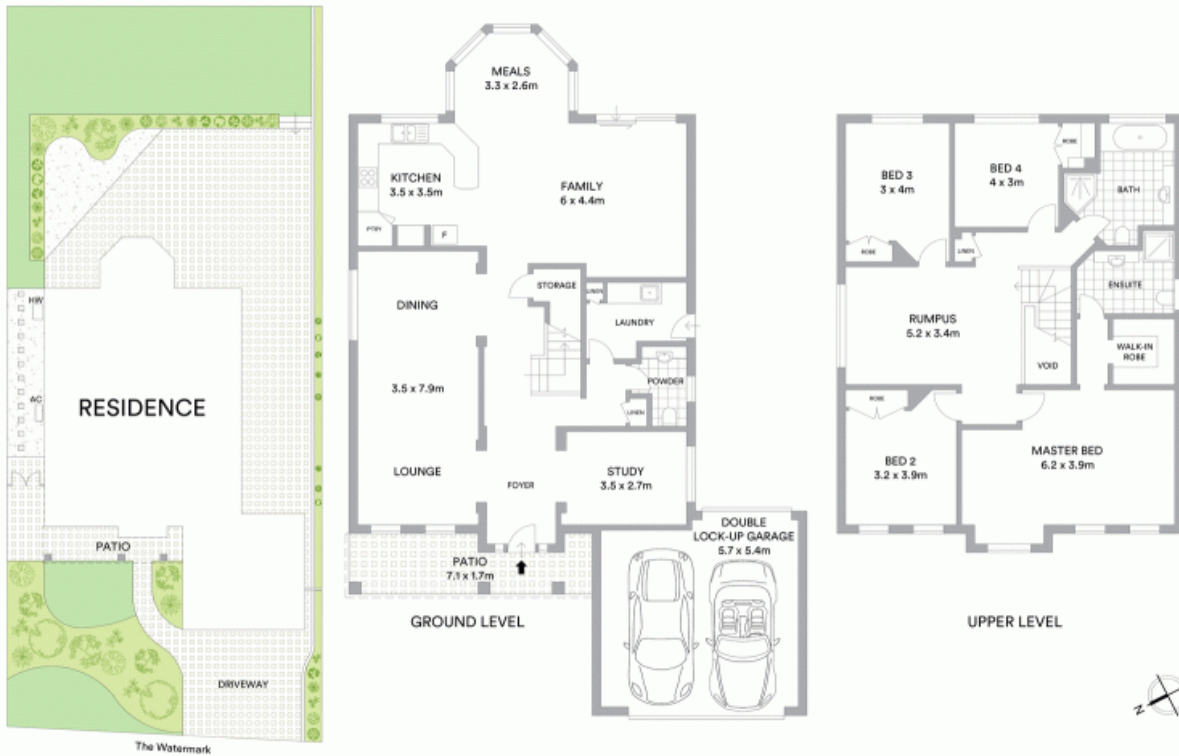 HW
AC
RESIDENCE
PATIO
DRIVEWAY
The Watermark
MEALS
3.3 x 2.6m
KITCHEN
3.5 x 3.5m
FAMILY
6 x 4.4m
PTRY
F
DINING
STORAGE
LINEN
LAUNDRY
3.5 x 7.9m
POWDER
LINEN
LOUNGE
STUDY
3.5 x 2.7m
FOYER
DOUBLE
LOCK-UP GARAGE
5.7 x 5.4m
PATIO
7.1 x 1.7m
GROUND LEVEL
BED 3
3 x 4m
BED 4
4 x 3m
ROBE
BATH
ROBE
LINEN
ENSUITE
RUMPUS
5.2 x 3.4m
WALK-IN
ROBE
VOID
ROBE
BED 2
3.2 x 3.9m
MASTER BED
6.2 x 3.9m
UPPER LEVEL
N